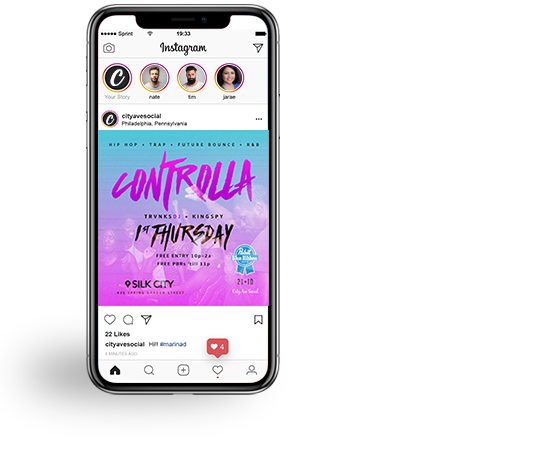 Sprint 19:33
Instagram
Your Story nate tim jarae
cityavesocial
Philadelphia, Pennsylvania
HIP HOP + TRAP + FUTURE BOUNCE + R&B
CONTROLLA
TRVNKSDJ + KINGSPY
1ST THURSDAY
FREE ENTRY 10p-2a
FREE PBRs till 11p
Pabst
Blue Ribbon
SILK CITY
21+ID
435 SPRING GARDEN STREET
City Ave Social
22 Likes
cityavesocial Hi!! #marinad
4
MINUTES AGO